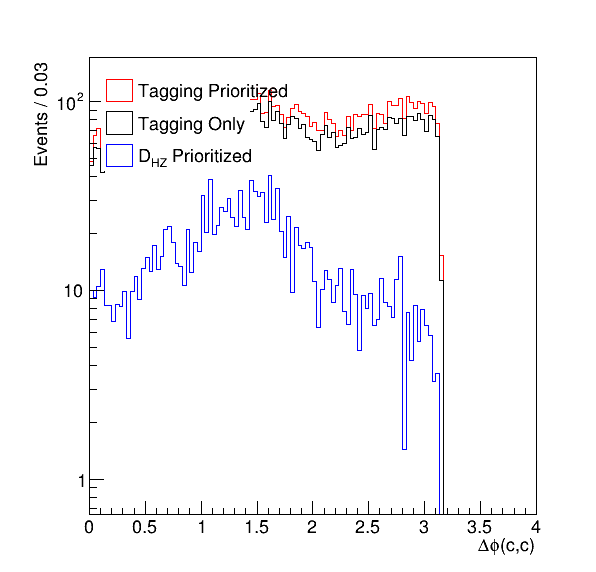 Events / 0.03
10²
10
1
Tagging Prioritized
Tagging Only
D_HZ Prioritized
0 0.5 1 1.5 2 2.5 3 3.5 4
Δϕ(c,c)